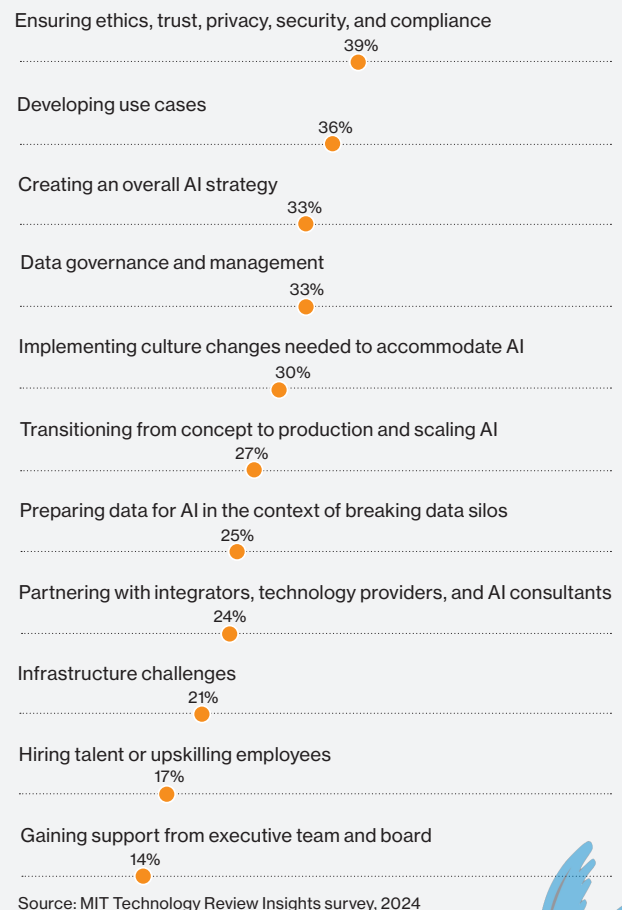 Ensuring ethics, trust, privacy, security, and compliance
39%
Developing use cases
36%
Creating an overall AI strategy
33%
Data governance and management
33%
Implementing culture changes needed to accommodate AI
30%
Transitioning from concept to production and scaling AI
27%
Preparing data for AI in the context of breaking data silos
25%
Partnering with integrators, technology providers, and AI consultants
24%
Infrastructure challenges
21%
Hiring talent or upskilling employees
17%
Gaining support from executive team and board
14%
Source: MIT Technology Review Insights survey, 2024